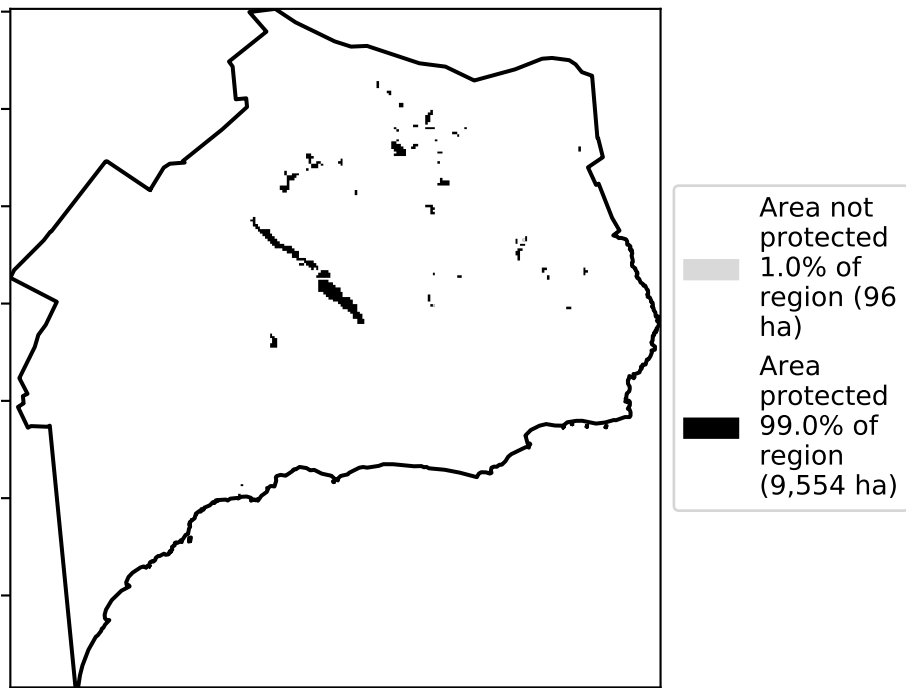 Area not
protected
1.0% of
region (96
ha)
Area
protected
99.0% of
region
(9,554 ha)